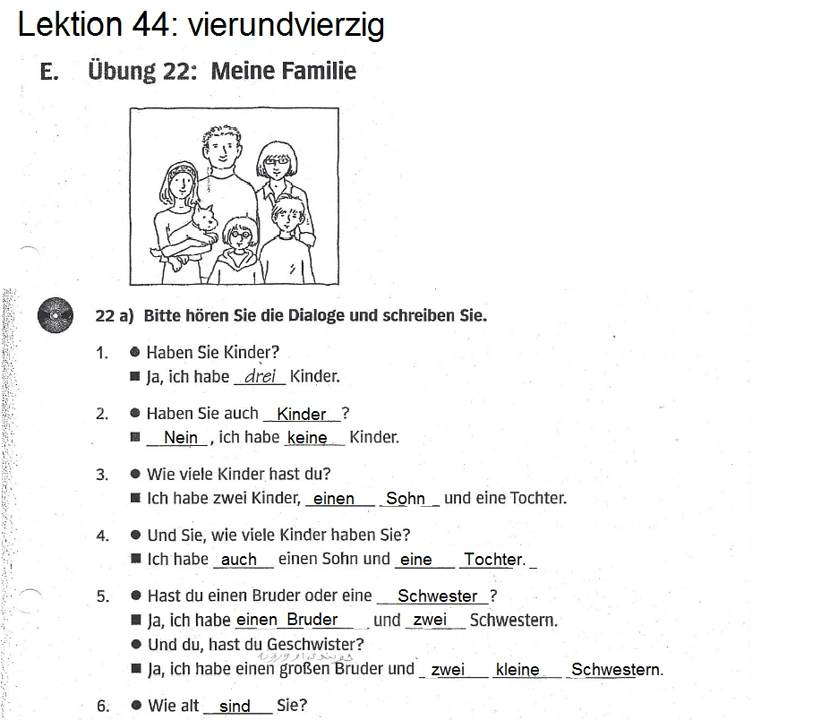 Lektion 44: vierundvierzig
E. Übung 22: Meine Familie
22 a) Bitte hören Sie die Dialoge und schreiben Sie.
1. ● Haben Sie Kinder?
■ Ja, ich habe drei Kinder.
2. ● Haben Sie auch Kinder ?
■ Nein , ich habe keine Kinder.
3. ● Wie viele Kinder hast du?
■ Ich habe zwei Kinder, einen Sohn und eine Tochter.
4. ● Und Sie, wie viele Kinder haben Sie?
■ Ich habe auch einen Sohn und eine Tochter.
5. ● Hast du einen Bruder oder eine Schwester ?
■ Ja, ich habe einen Bruder und zwei Schwestern.
● Und du, hast du Geschwister?
■ Ja, ich habe einen großen Bruder und zwei kleine Schwestern.
6. ● Wie alt sind Sie?